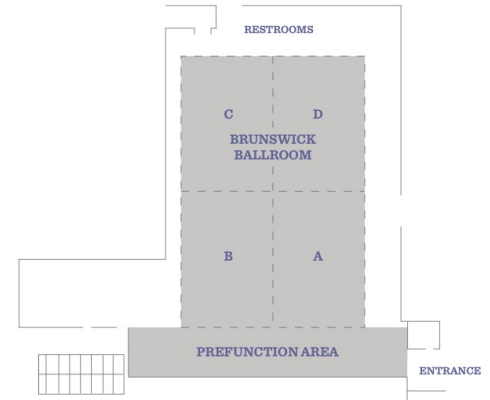 RESTROOMS
C
D
BRUNSWICK
BALLROOM
B
A
PREFUNCTION AREA
ENTRANCE